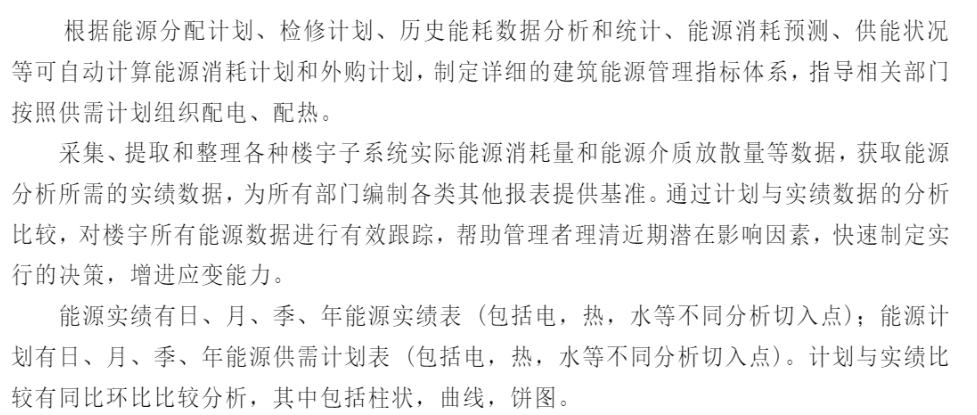 根据能源分配计划、检修计划、历史能耗数据分析和统计、能源消耗预测、供能状况
等可自动计算能源消耗计划和外购计划，制定详细的建筑能源管理指标体系，指导相关部门
按照供需计划组织配电、配热。
采集、提取和整理各种楼宇子系统实际能源消耗量和能源介质放散量等数据，获取能源
分析所需的实绩数据，为所有部门编制各类其他报表提供基准。通过计划与实绩数据的分析
比较，对楼宇所有能源数据进行有效跟踪，帮助管理者理清近期潜在影响因素，快速制定实
行的决策，增进应变能力。
能源实绩有日、月、季、年能源实绩表 (包括电，热，水等不同分析切入点)；能源计
划有日、月、季、年能源供需计划表 (包括电，热，水等不同分析切入点)。计划与实绩比
较有同比环比比较分析，其中包括柱状，曲线，饼图。